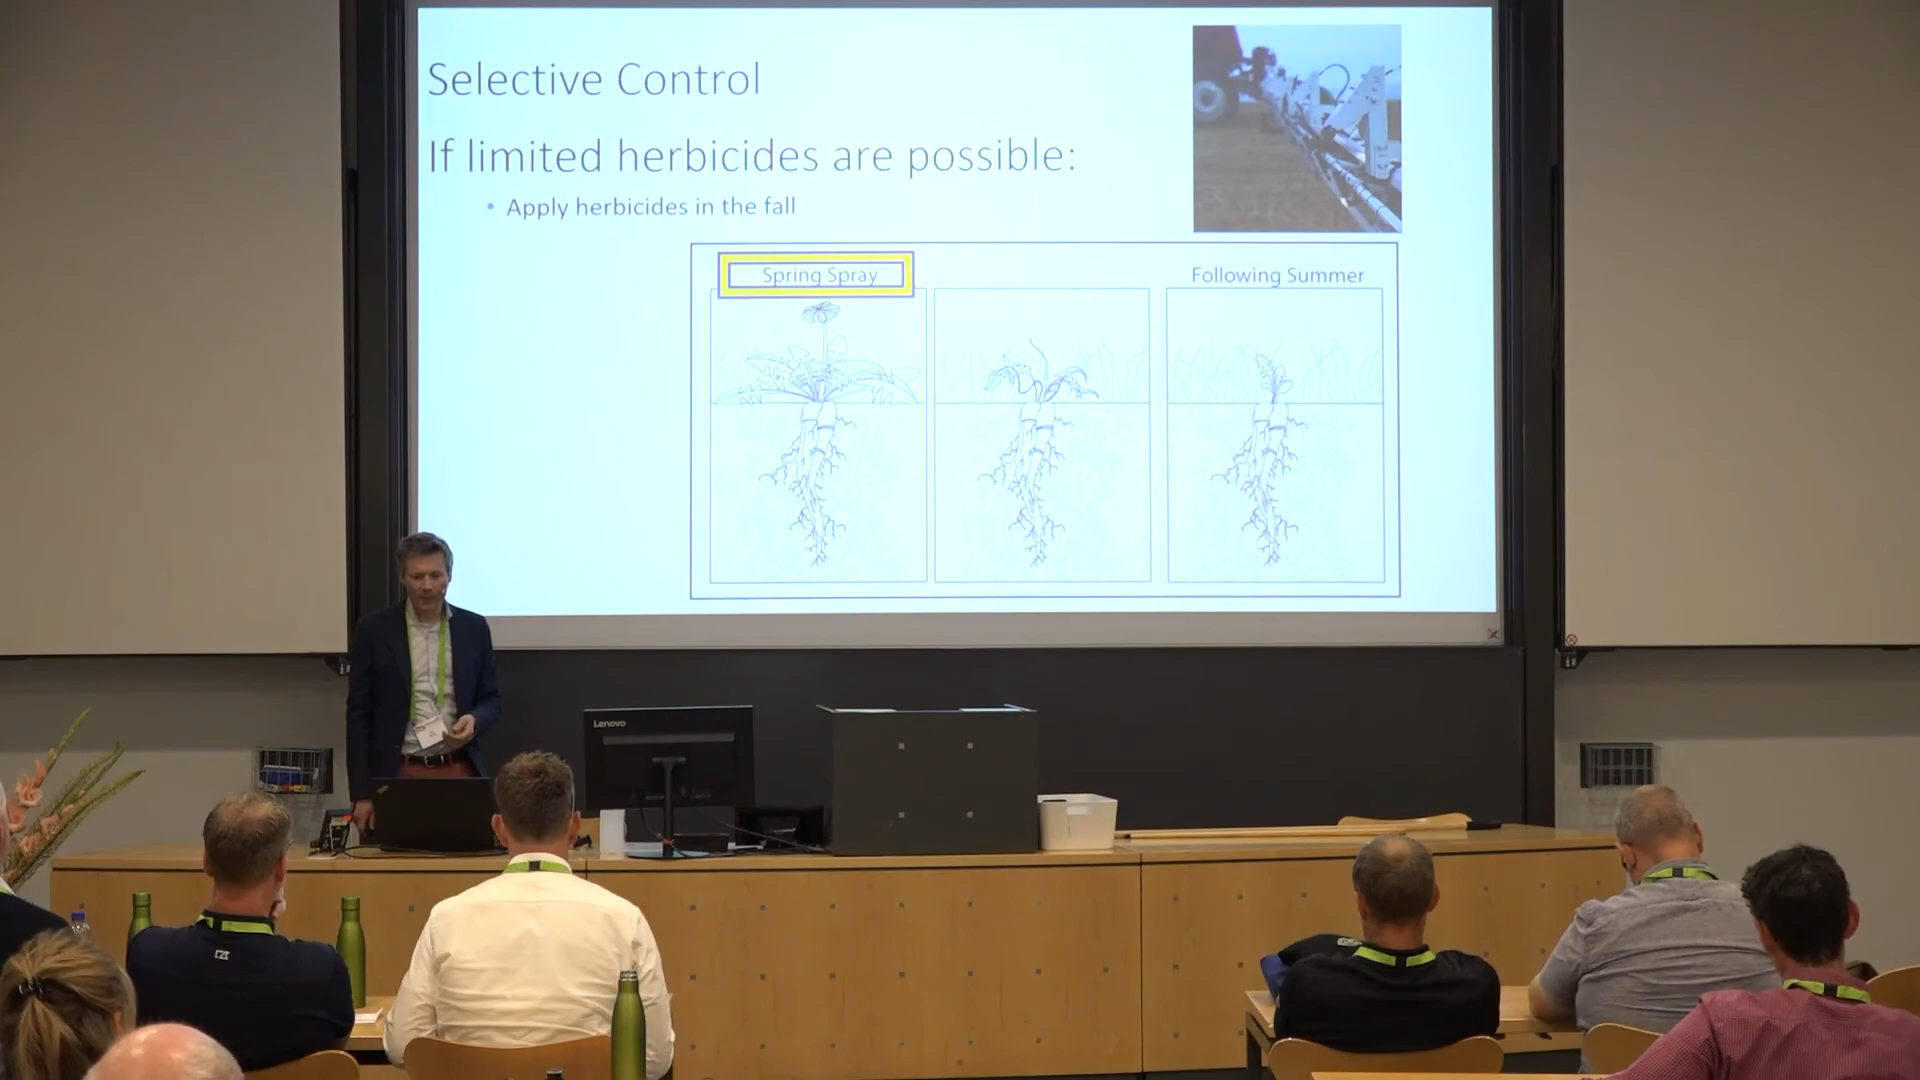 Selective Control
If limited herbicides are possible:
• Apply herbicides in the fall
Spring Spray
Following Summer
Lenovo